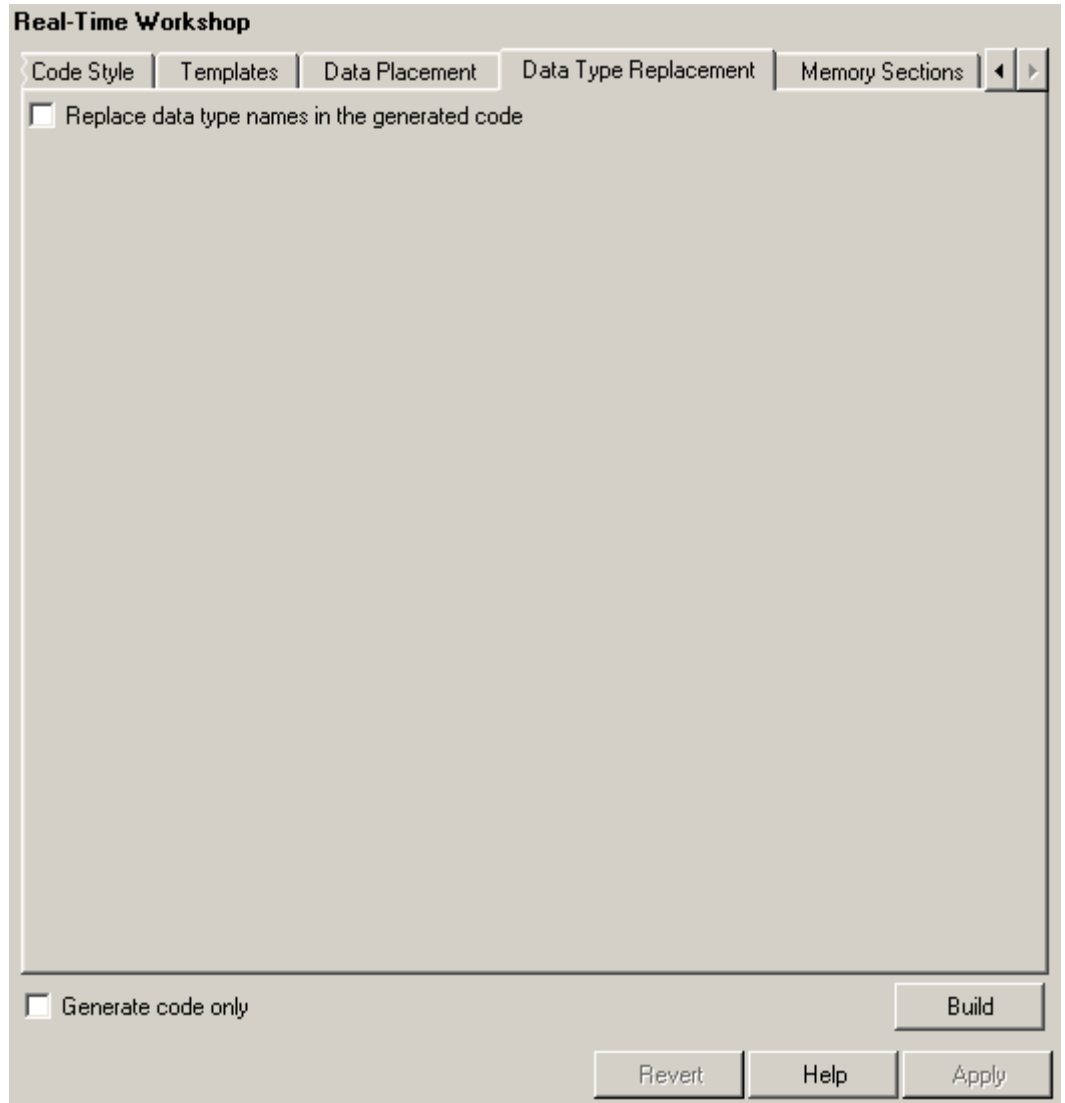 Real-Time Workshop
Code Style Templates Data Placement Data Type Replacement Memory Sections
Replace data type names in the generated code
Generate code only Build
Revert Help Apply